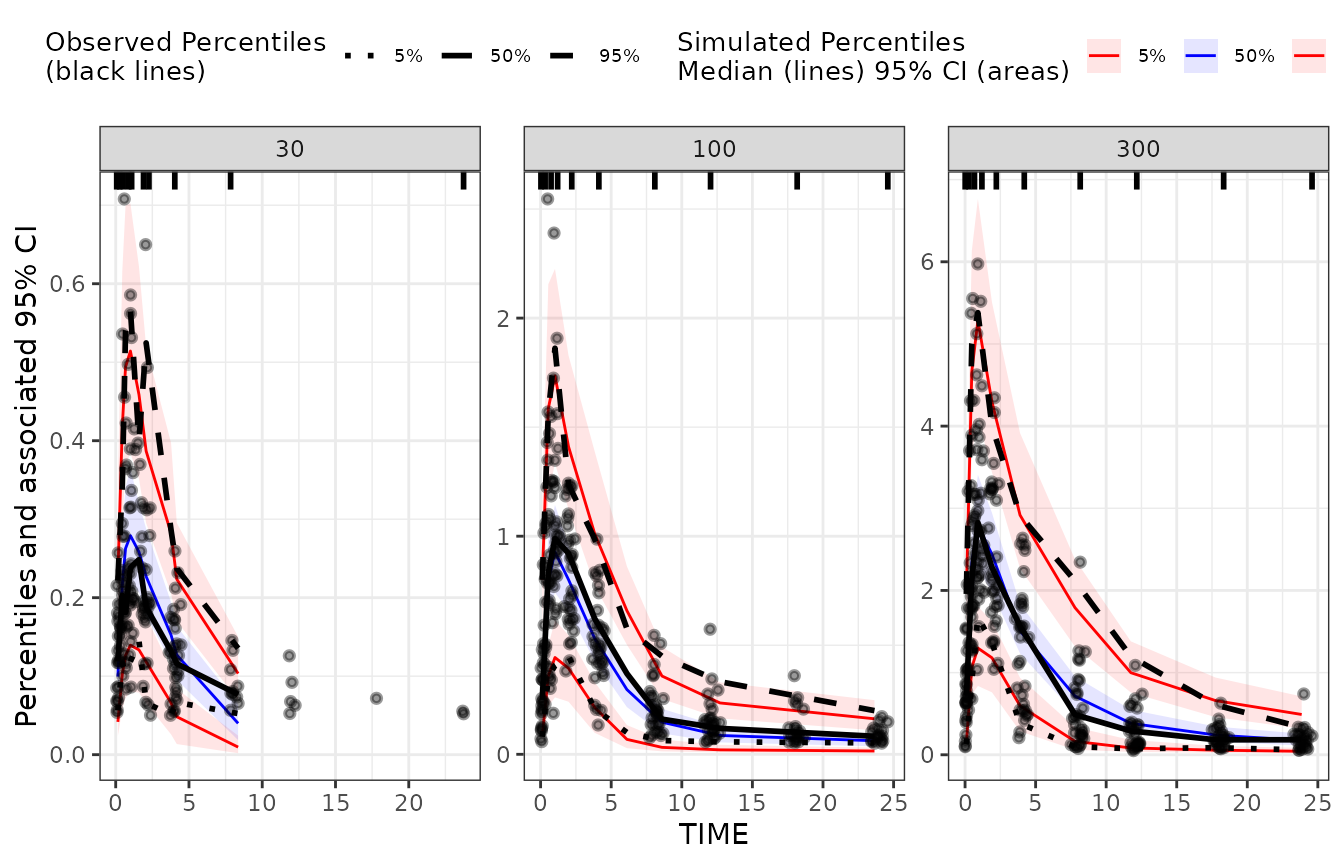 Observed Percentiles
(black lines)
5% 50% 95%
Simulated Percentiles
Median (lines) 95% CI (areas)
5% 50%
30 100 300
Percentiles and associated 95% CI
0.6
0.4
0.2
0.0
2
1
0
6
4
2
0
0 5 10 15 20
0 5 10 15 20 25
0 5 10 15 20 25
TIME